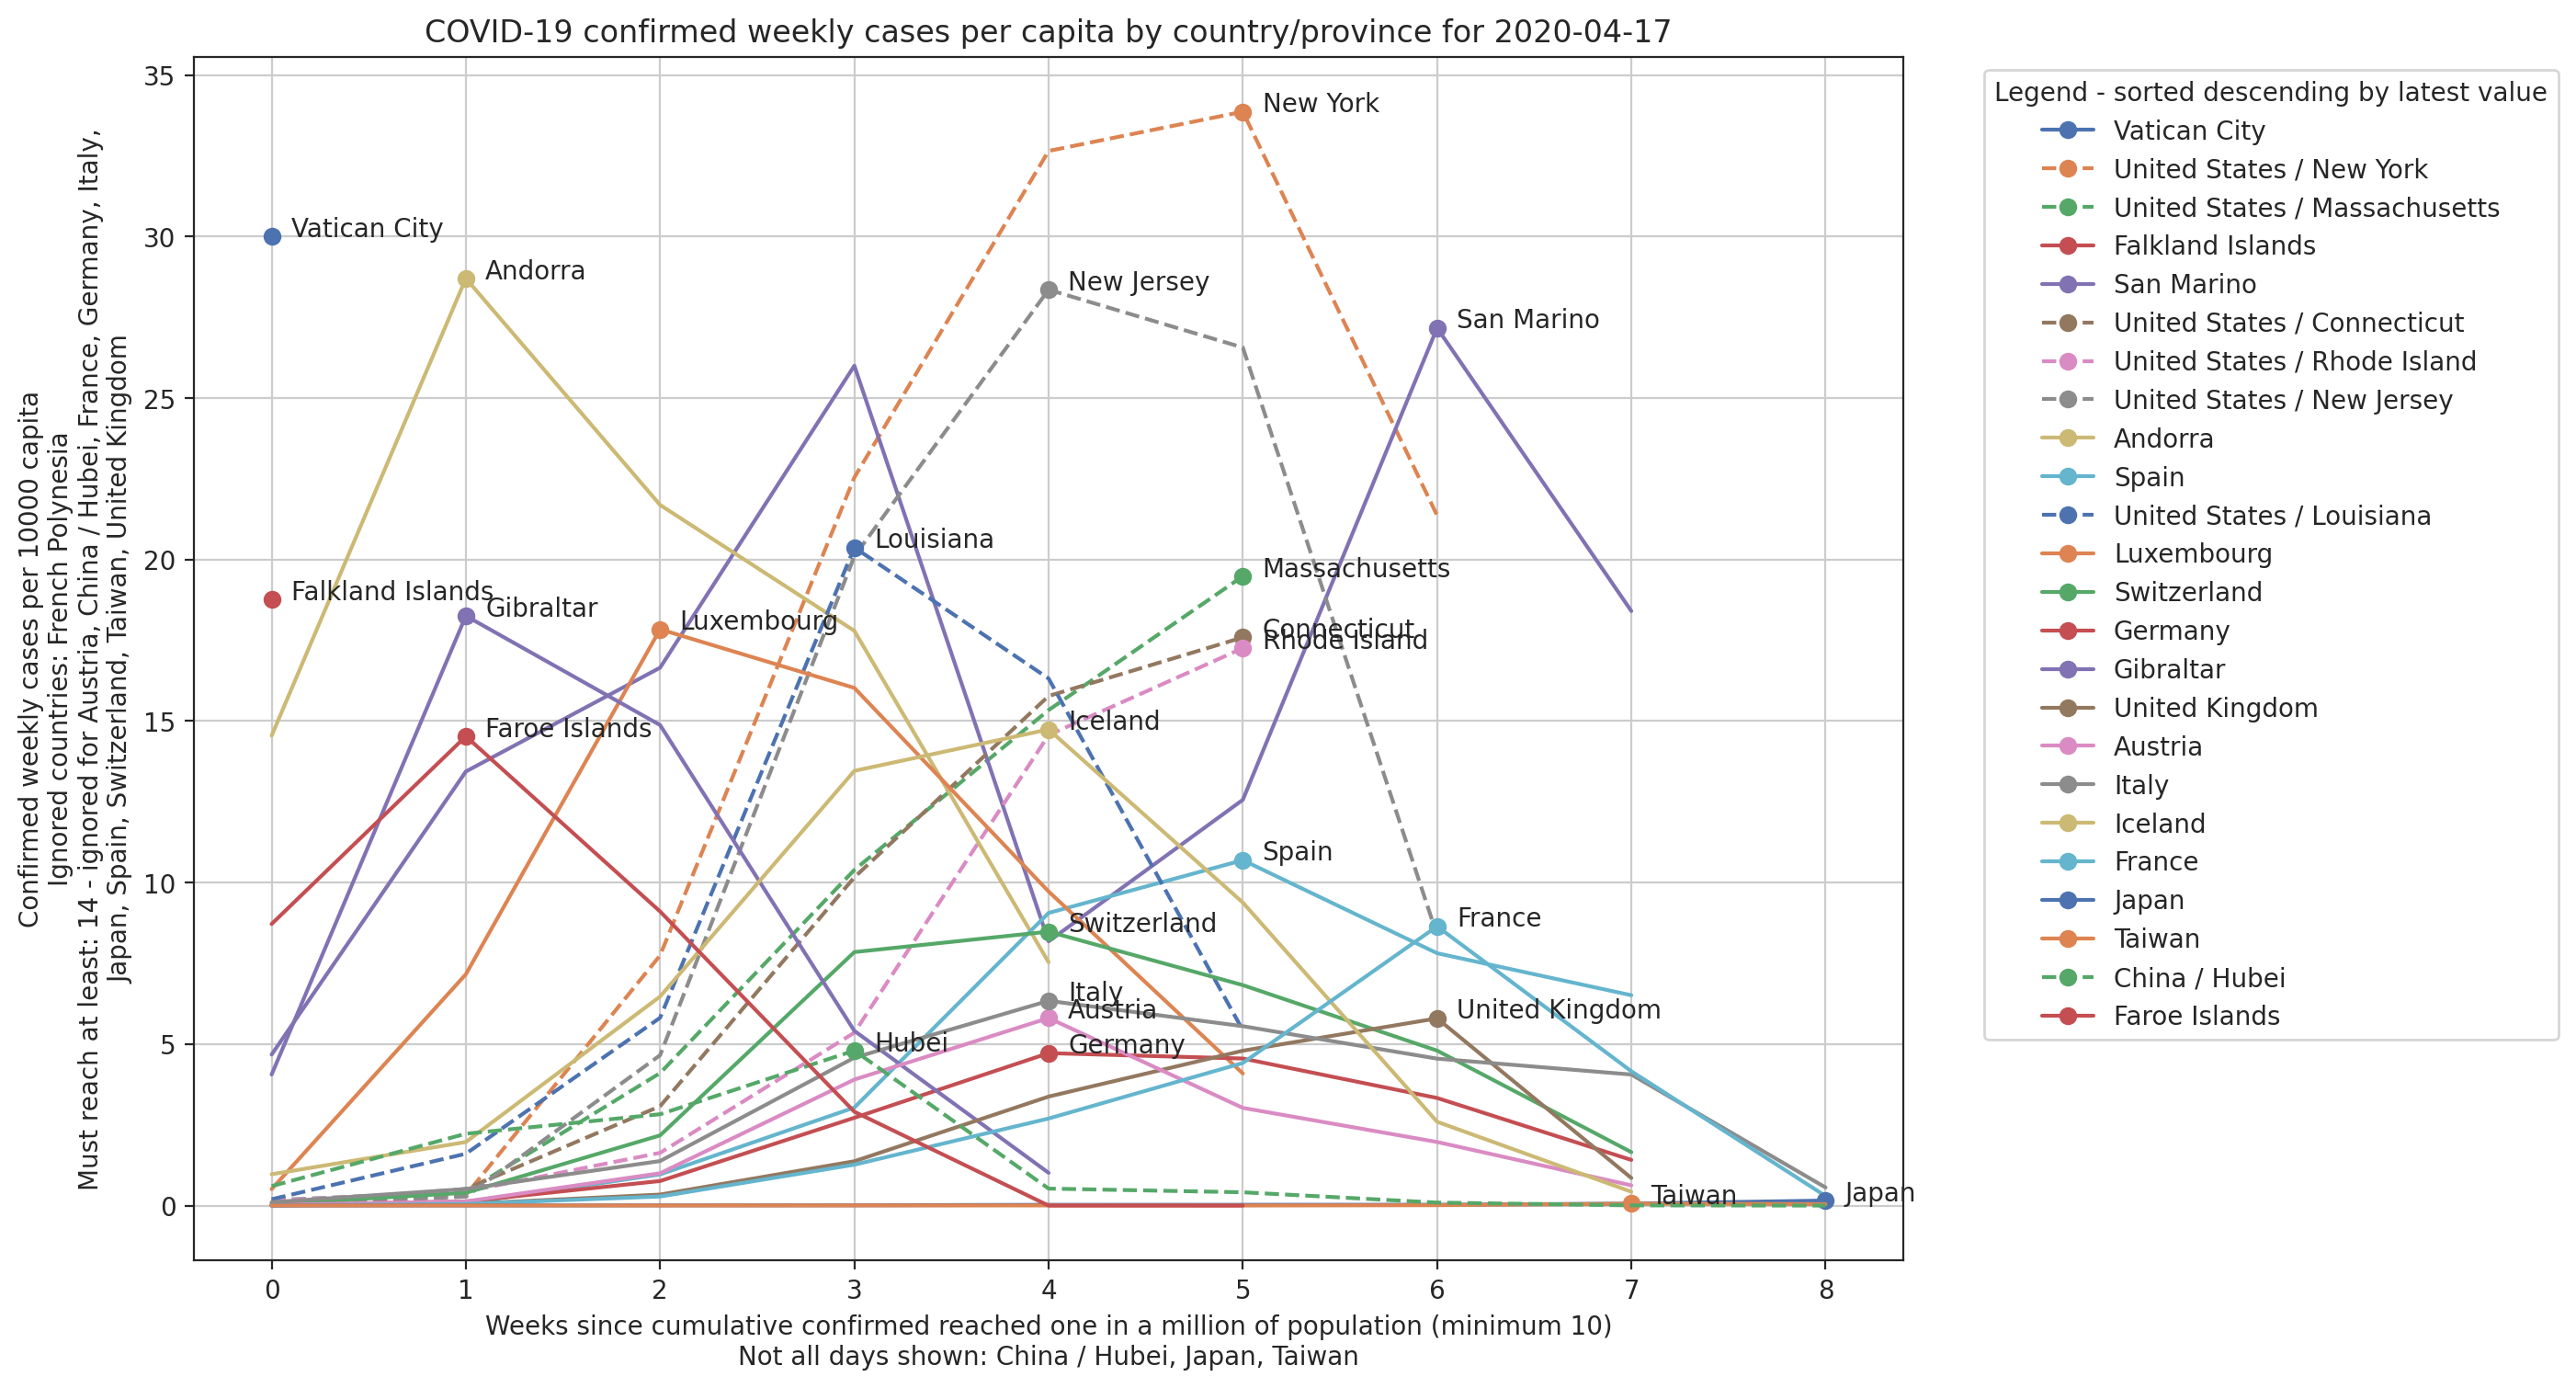 COVID-19 confirmed weekly cases per capita by country/province for 2020-04-17
Confirmed weekly cases per 10000 capita
Ignored countries: French Polynesia
Must reach at least: 14 - ignored for Austria, China / Hubei, France, Germany, Italy,
Japan, Spain, Switzerland, Taiwan, United Kingdom
35
30
25
20
15
10
5
0
New York
Vatican City
Andorra
New Jersey
San Marino
Louisiana
Massachusetts
Falkland Islands
Gibraltar
Luxembourg
Connecticut
Rhode Island
Faroe Islands
Iceland
Spain
Switzerland
France
Italy
Austria
United Kingdom
Hubei
Germany
Taiwan
Japan
0 1 2 3 4 5 6 7 8
Weeks since cumulative confirmed reached one in a million of population (minimum 10)
Not all days shown: China / Hubei, Japan, Taiwan
Legend - sorted descending by latest value
Vatican City
United States / New York
United States / Massachusetts
Falkland Islands
San Marino
United States / Connecticut
United States / Rhode Island
United States / New Jersey
Andorra
Spain
United States / Louisiana
Luxembourg
Switzerland
Germany
Gibraltar
United Kingdom
Austria
Italy
Iceland
France
Japan
Taiwan
China / Hubei
Faroe Islands